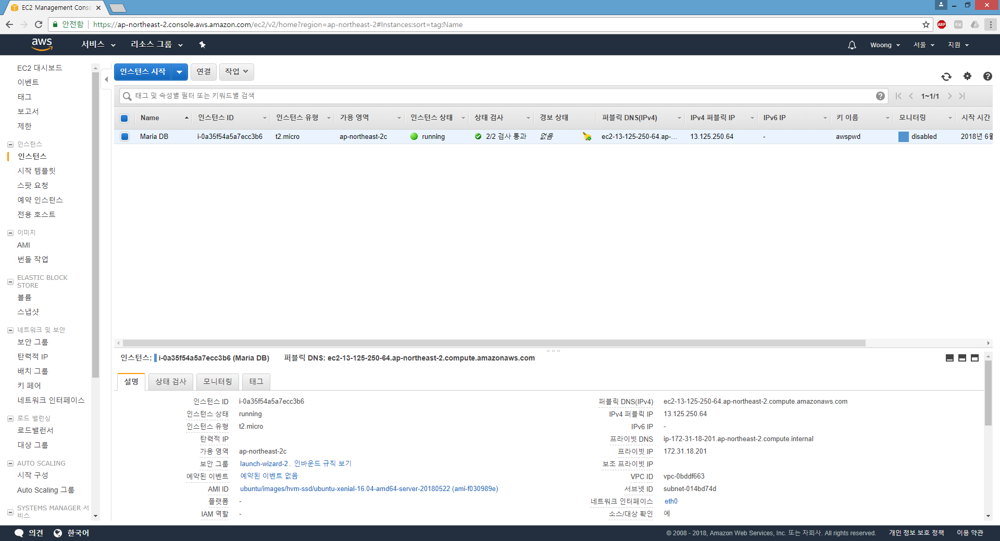 EC2 Management Consc
안전함 https://ap-northeast-2.console.aws.amazon.com/ec2/v2/home?region=ap-northeast-2#Instances:sort=tag:Name
ABP
aws 서비스 리소스 그룹 Woong 서울 지원
EC2 대시보드
이벤트
태그
보고서
제한
인스턴스
인스턴스
시작 템플릿
스팟 요청
예약 인스턴스
전용 호스트
이미지
AMI
번들 작업
ELASTIC BLOCK
STORE
볼륨
스냅샷
네트워크 및 보안
보안 그룹
탄력적 IP
배치 그룹
키 페어
네트워크 인터페이스
로드 밸런싱
로드밸런서
대상 그룹
AUTO SCALING
시작 구성
Auto Scaling 그룹
SYSTEMS MANAGER 서
비스
인스턴스 시작 연결 작업
태그 및 속성별 필터 또는 키워드별 검색 1~1/1
Name 인스턴스 ID 인스턴스 유형 가용 영역 인스턴스 상태 상태 검사 경보 상태 퍼블릭 DNS(IPv4) IPv4 퍼블릭 IP IPv6 IP 키 이름 모니터링 시작 시간
Maria DB i-0a35f54a5a7ecc3b6 t2.micro ap-northeast-2c running 2/2 검사 통과 없음 ec2-13-125-250-64.ap-... 13.125.250.64 - awspwd disabled 2018년 6월
인스턴스: i-0a35f54a5a7ecc3b6 (Maria DB) 퍼블릭 DNS: ec2-13-125-250-64.ap-northeast-2.compute.amazonaws.com
설명 상태 검사 모니터링 태그
인스턴스 ID i-0a35f54a5a7ecc3b6
인스턴스 상태 running
인스턴스 유형 t2.micro
탄력적 IP
가용 영역 ap-northeast-2c
보안 그룹 launch-wizard-2. 인바운드 규칙 보기
예약된 이벤트 예약된 이벤트 없음
AMI ID ubuntu/images/hvm-ssd/ubuntu-xenial-16.04-amd64-server-20180522 (ami-f030989e)
플랫폼 -
IAM 역할 -
퍼블릭 DNS(IPv4) ec2-13-125-250-64.ap-northeast-2.compute.amazonaws.com
IPv4 퍼블릭 IP 13.125.250.64
IPv6 IP -
프라이빗 DNS ip-172-31-18-201.ap-northeast-2.compute.internal
프라이빗 IP 172.31.18.201
보조 프라이빗 IP
VPC ID vpc-0bddf663
서브넷 ID subnet-014bd74d
네트워크 인터페이스 eth0
소스/대상 확인 예
의견 한국어 © 2008 - 2018, Amazon Web Services, Inc. 또는 자회사. All rights reserved. 개인 정보 보호 정책 이용 약관